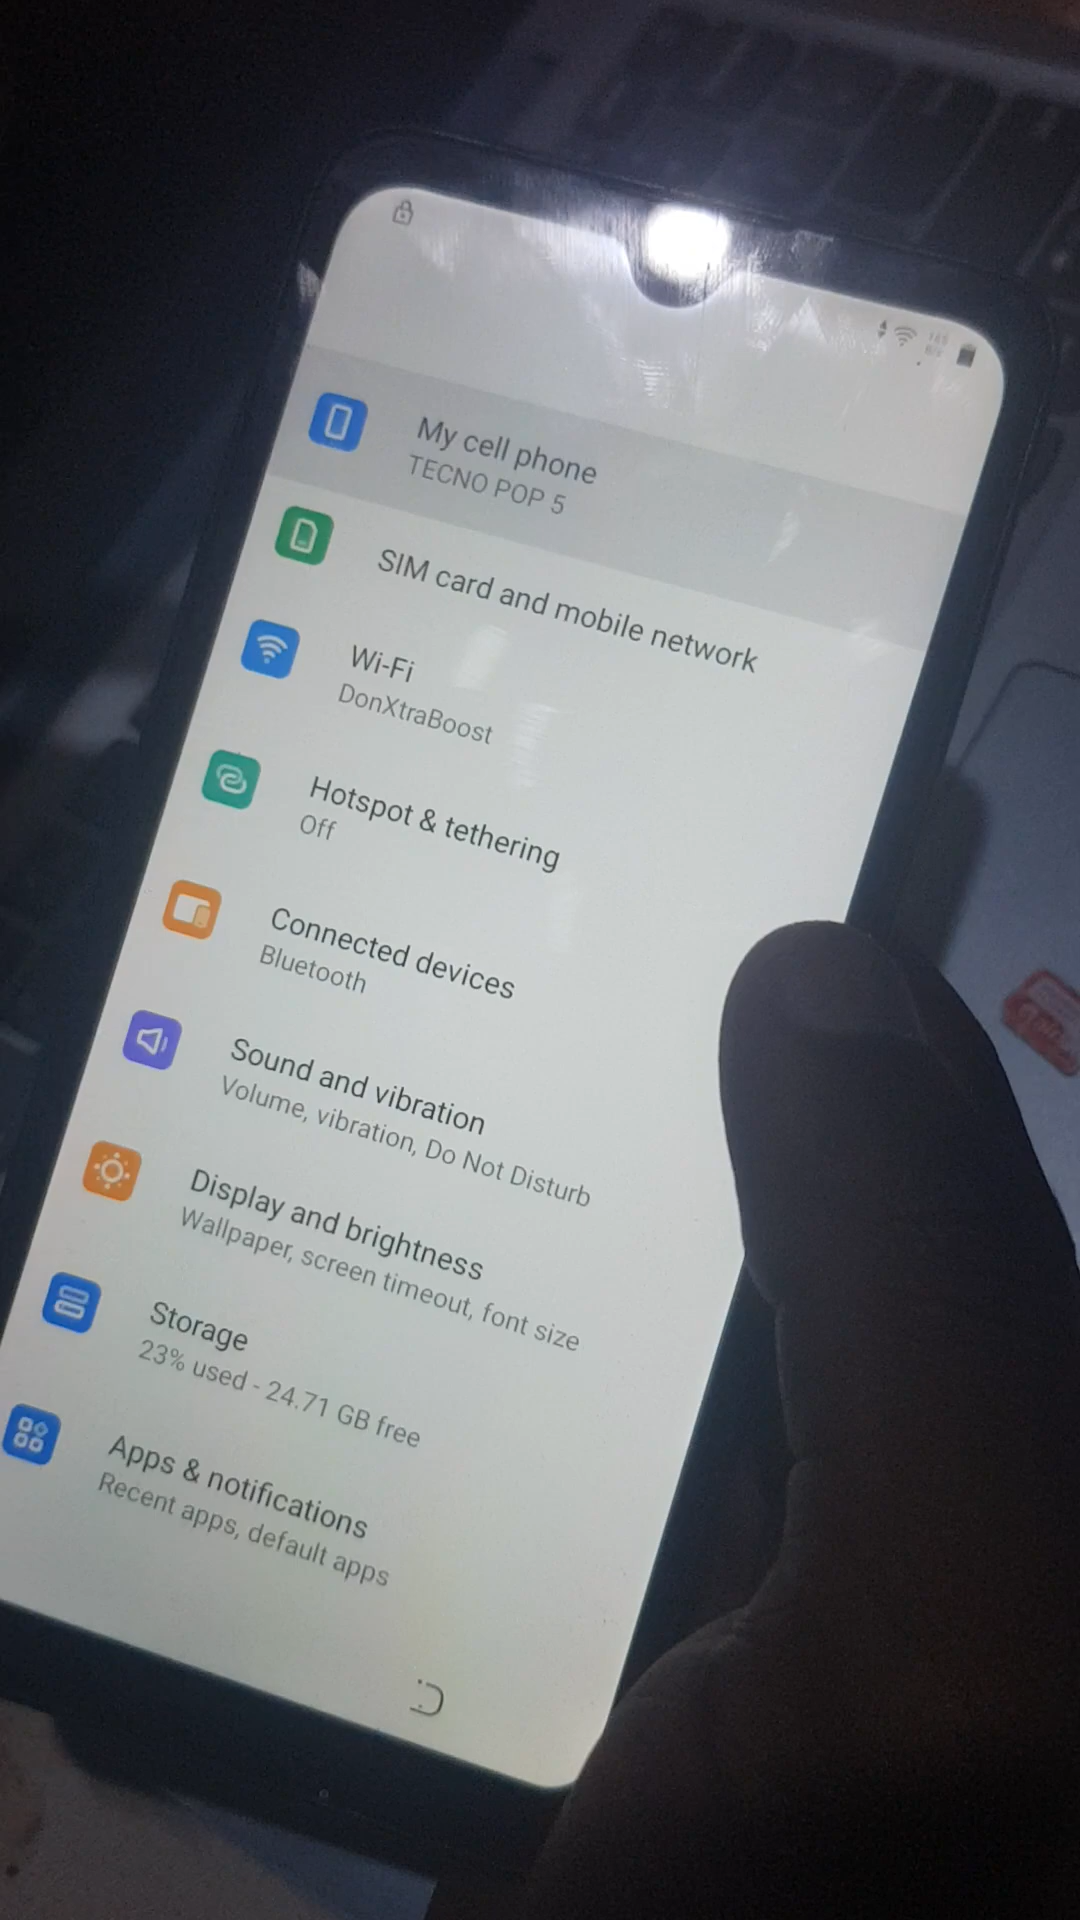 My cell phone
TECNO POP 5
SIM card and mobile network
Wi-Fi
DonXtraBoost
Hotspot & tethering
Off
Connected devices
Bluetooth
Sound and vibration
Volume, vibration, Do Not Disturb
Display and brightness
Wallpaper, screen timeout, font size
Storage
23% used - 24.71 GB free
Apps & notifications
Recent apps, default apps